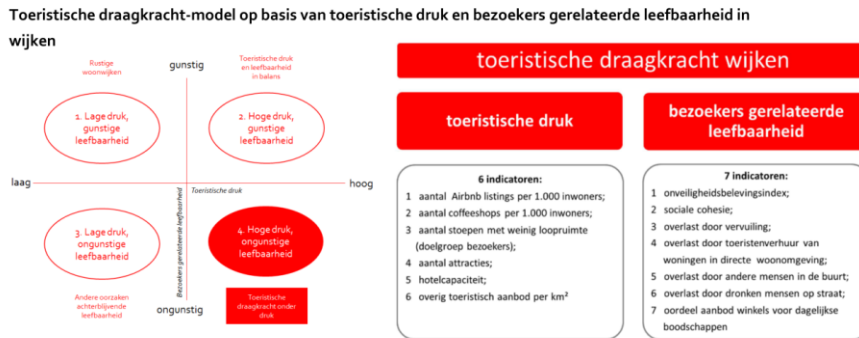 Toeristische draagkracht-model op basis van toeristische druk en bezoekers gerelateerde leefbaarheid in
wijken
Rustige
woonwijken
gunstig
Toeristische druk
en leefbaarheid
in balans
1. Lage druk,
gunstige
leefbaarheid
2. Hoge druk,
gunstige
leefbaarheid
laag
Toeristische druk
hoog
Bezoekers gerelateerde leefbaarheid
3. Lage druk,
ongunstige
leefbaarheid
4. Hoge druk,
ongunstige
leefbaarheid
Andere oorzaken
achterblijvende
leefbaarheid
ongunstig
Toeristische
draagkracht onder
druk
toeristische draagkracht wijken
toeristische druk
6 indicatoren:
1 aantal Airbnb listings per 1.000 inwoners;
2 aantal coffeeshops per 1.000 inwoners;
3 aantal stoepen met weinig loopruimte
(doelgroep bezoekers);
4 aantal attracties;
5 hotelcapaciteit;
6 overig toeristisch aanbod per km²
bezoekers gerelateerde
leefbaarheid
7 indicatoren:
1 onveiligheidsbelevingsindex;
2 sociale cohesie;
3 overlast door vervuiling;
4 overlast door toeristenverhuur van
woningen in directe woonomgeving;
5 overlast door andere mensen in de buurt;
6 overlast door dronken mensen op straat;
7 oordeel aanbod winkels voor dagelijkse
boodschappen